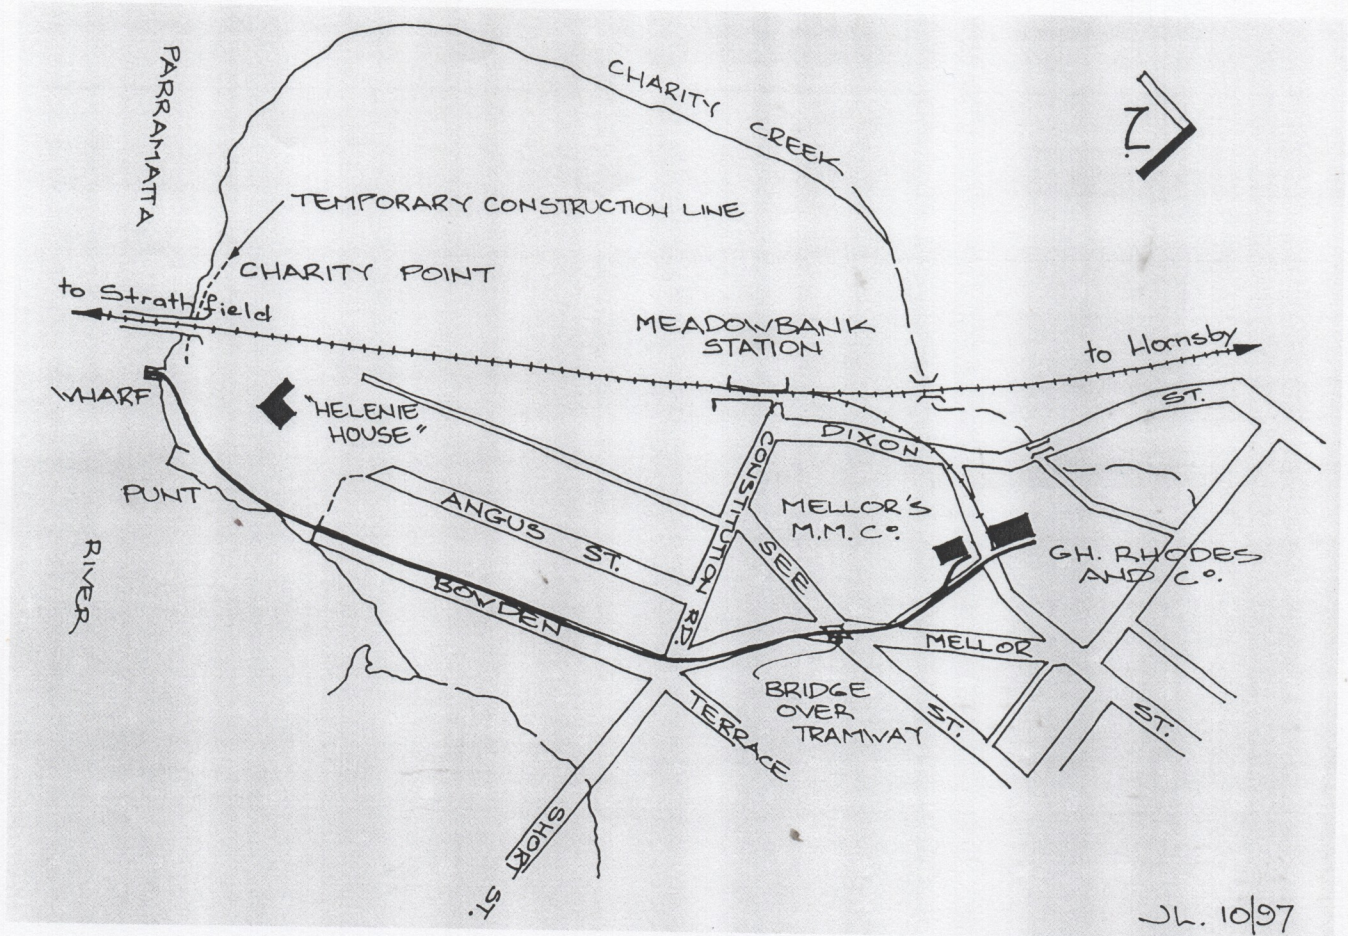 PARRAMATTA
CHARITY
CREEK
TEMPORARY CONSTRUCTION LINE
CHARITY POINT
to Strathfield
MEADOWBANK
STATION
to Hornsby
WHARF
"HELENIE
HOUSE"
ST.
DIXON
CONSTITUTION RD.
PUNT
ANGUS ST.
MELLOR'S
M.M. Co.
SEE
GH. RHODES
AND Co.
RIVER
BOWDEN
MELLOR
BRIDGE
OVER
TRAMWAY
TERRACE
ST.
ST.
SHORT
ST.
JL. 10/97